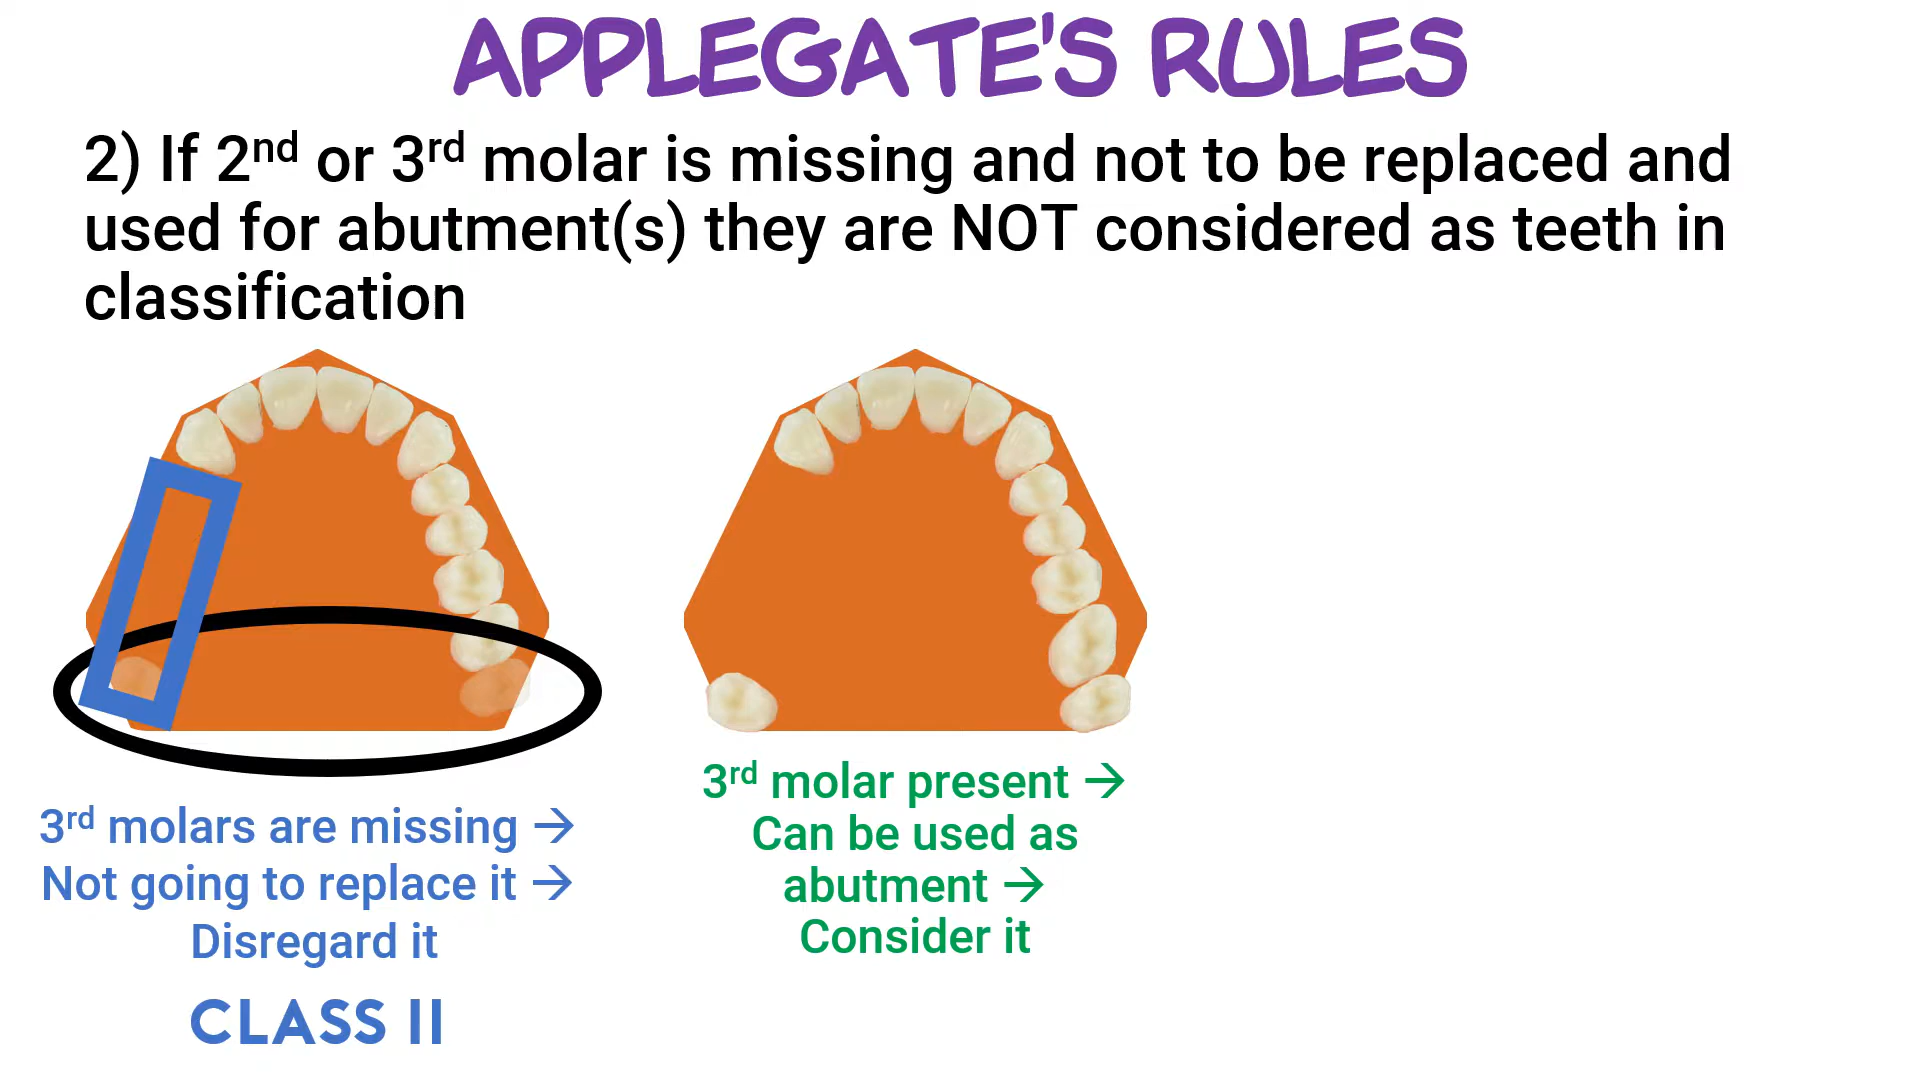 APPLEGATE'S RULES
2) If 2nd or 3rd molar is missing and not to be replaced and
used for abutment(s) they are NOT considered as teeth in
classification
3rd molars are missing →
Not going to replace it →
Disregard it
CLASS II
3rd molar present →
Can be used as
abutment →
Consider it